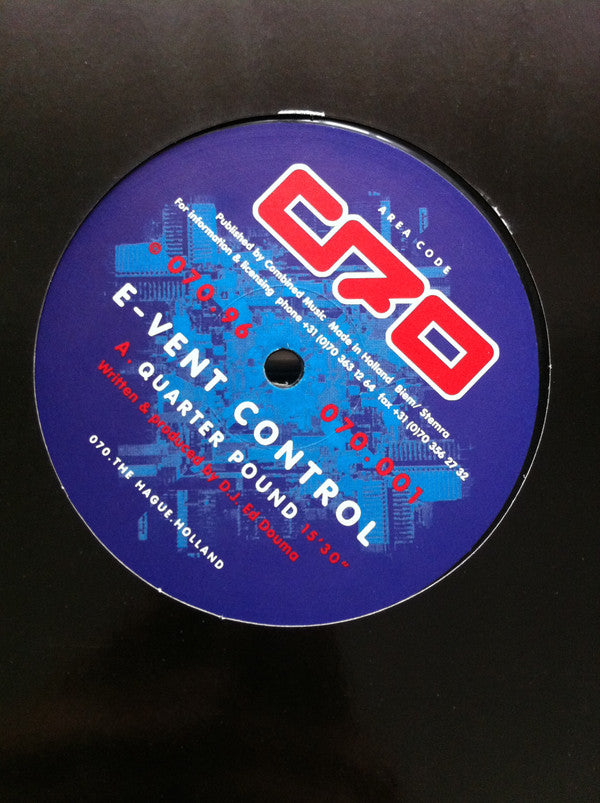 AREA CODE
070
Published by Combined Music Made in Holland Biem/ Stemra
For information & licensing phone +31 (0)70 363 12 64 fax +31 (0)70 356 27 32
© 070.96 070.001
E-VENT CONTROL
A. QUARTER POUND 15'30"
Written & produced by D.J. Ed Douma
070.THE HAGUE.HOLLAND